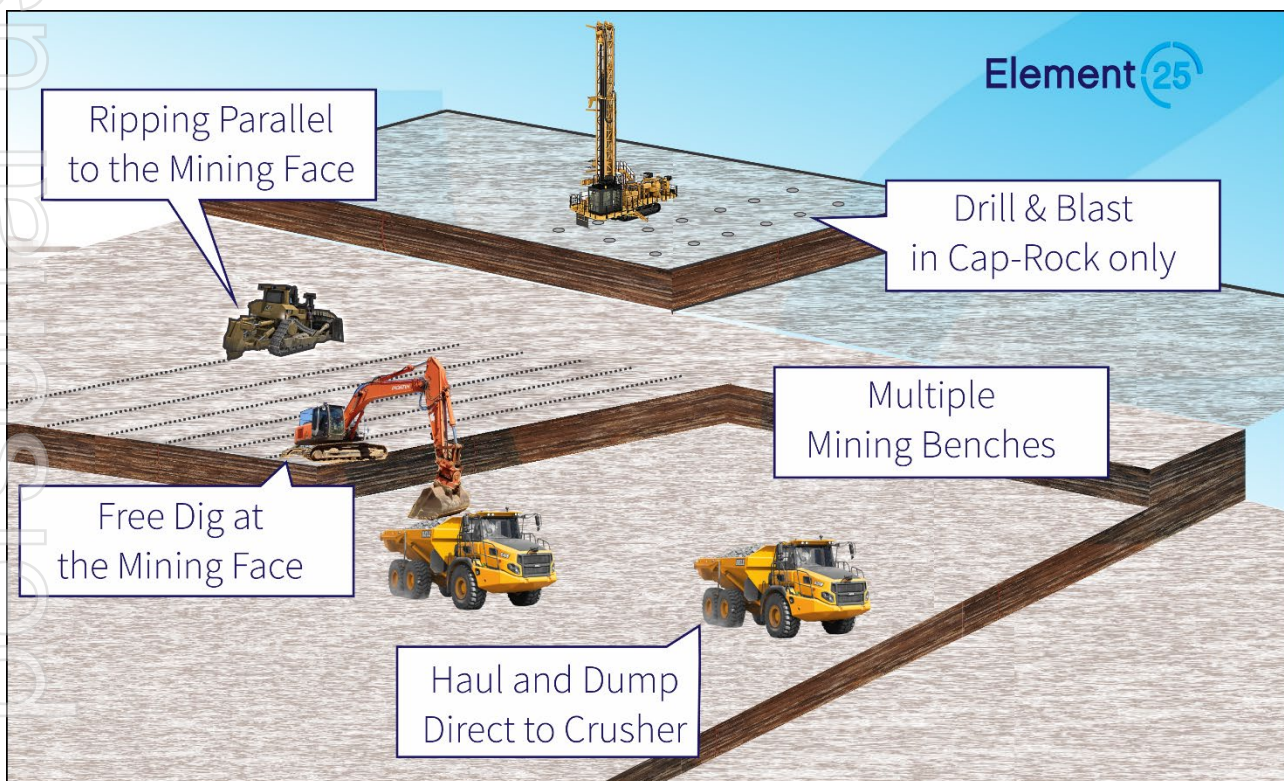 Element 25
Ripping Parallel
to the Mining Face
Drill & Blast
in Cap-Rock only
Multiple
Mining Benches
Free Dig at
the Mining Face
Haul and Dump
Direct to Crusher